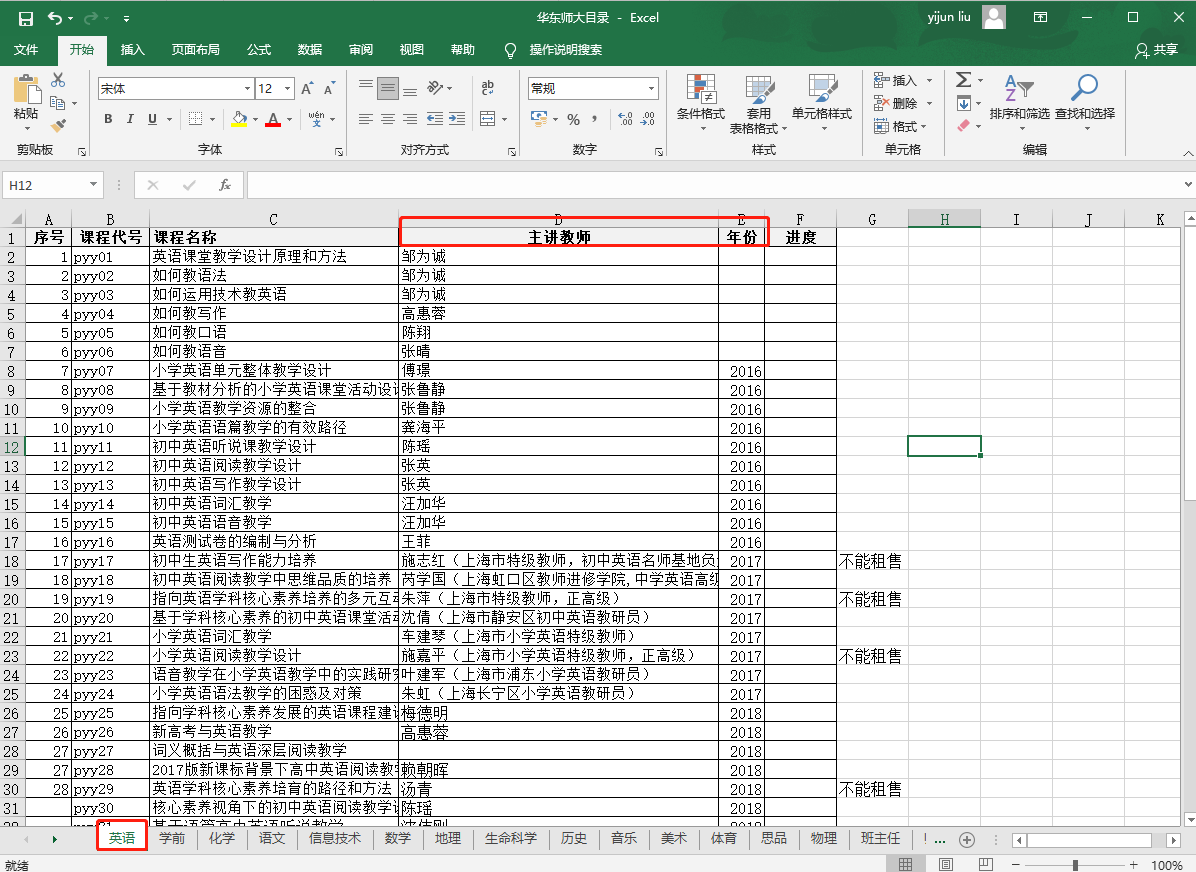 华东师大目录 - Excel
yijun liu
文件 开始 插入 页面布局 公式 数据 审阅 视图 帮助 操作说明搜索 共享
宋体 12 常规
粘贴 条件格式 套用表格格式 单元格样式 插入 删除 格式 排序和筛选 查找和选择
剪贴板 字体 对齐方式 数字 样式 单元格 编辑
H12
A B C D E F G H I J K
1 序号 课程代号 课程名称 主讲教师 年份 进度
2 1 pyy01 英语课堂教学设计原理和方法 邹为诚
3 2 pyy02 如何教语法 邹为诚
4 3 pyy03 如何运用技术教英语 邹为诚
5 4 pyy04 如何教写作 高惠蓉
6 5 pyy05 如何教口语 陈翔
7 6 pyy06 如何教语音 张晴
8 7 pyy07 小学英语单元整体教学设计 傅璟 2016
9 8 pyy08 基于教材分析的小学英语课堂活动设计 张鲁静 2016
10 9 pyy09 小学英语教学资源的整合 张鲁静 2016
11 10 pyy10 小学英语语篇教学的有效路径 龚海平 2016
12 11 pyy11 初中英语听说课教学设计 陈瑶 2016
13 12 pyy12 初中英语阅读教学设计 张英 2016
14 13 pyy13 初中英语写作教学设计 张英 2016
15 14 pyy14 初中英语词汇教学 汪加华 2016
16 15 pyy15 初中英语语音教学 汪加华 2016
17 16 pyy16 英语测试卷的编制与分析 王菲 2016
18 17 pyy17 初中生英语写作能力培养 施志红（上海市特级教师，初中英语名师基地负 2017 不能租售
19 18 pyy18 初中英语阅读教学中思维品质的培养 芮学国（上海虹口区教师进修学院,中学英语高级 2017
20 19 pyy19 指向英语学科核心素养培养的多元互动 朱萍（上海市特级教师，正高级） 2017 不能租售
21 20 pyy20 基于学科核心素养的初中英语课堂活动 沈倩（上海市静安区初中英语教研员） 2017
22 21 pyy21 小学英语词汇教学 车建琴（上海市小学英语特级教师） 2017
23 22 pyy22 小学英语阅读教学设计 施嘉平（上海市小学英语特级教师，正高级） 2017 不能租售
24 23 pyy23 语音教学在小学英语教学中的实践研究 叶建军（上海市浦东小学英语教研员） 2017
25 24 pyy24 小学英语语法教学的困惑及对策 朱虹（上海长宁区小学英语教研员） 2017
26 25 pyy25 指向学科核心素养发展的英语课程建设 梅德明 2018
27 26 pyy26 新高考与英语教学 高惠蓉 2018
28 27 pyy27 词义概括与英语深层阅读教学 2018
29 27 pyy28 2017版新课标背景下高中英语阅读教学 赖朝晖 2018
30 28 pyy29 英语学科核心素养培育的路径和方法 汤青 2018 不能租售
31 pyy30 核心素养视角下的初中英语阅读教学设 陈瑶 2018
英语 学前 化学 语文 信息技术 数学 地理 生命科学 历史 音乐 美术 体育 思品 物理 班主任 ...
就绪 100%